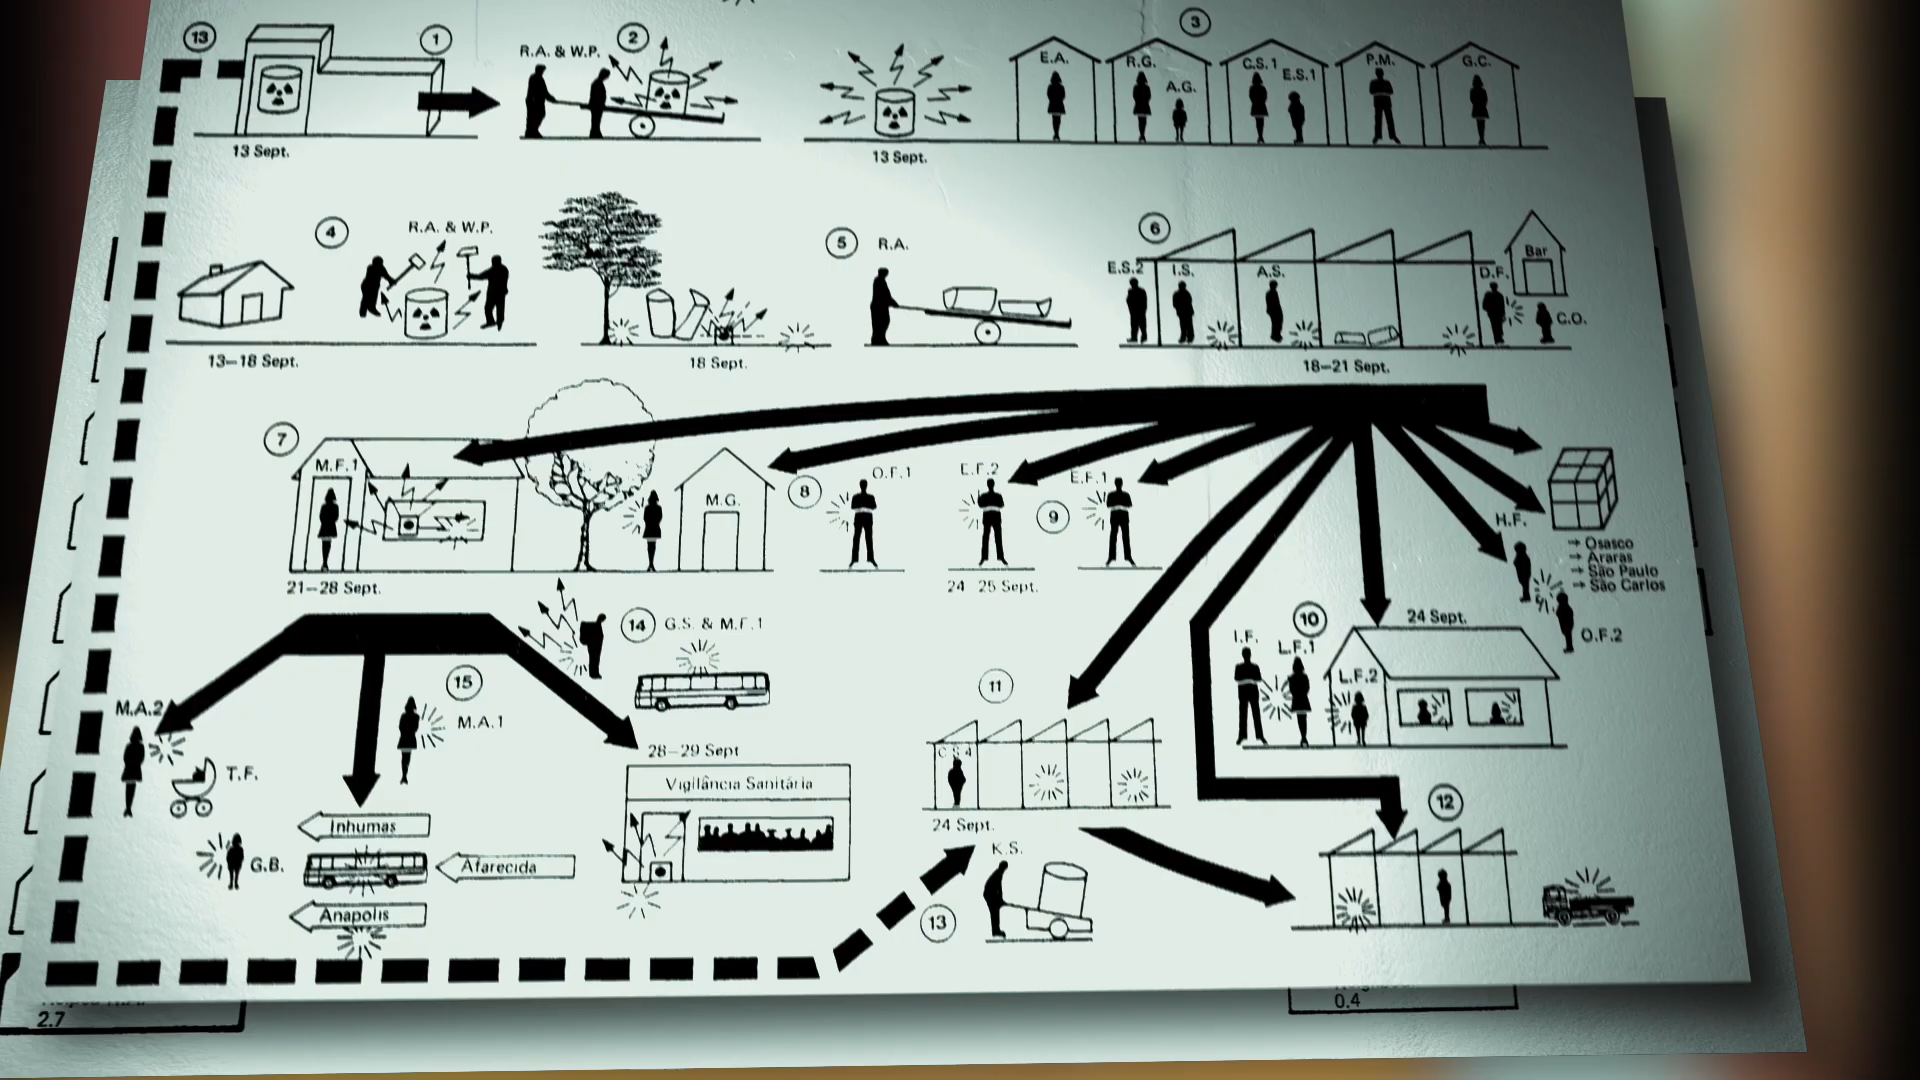 13
1
R.A. & W.P.
2
3
E.A.
R.G.
A.G.
C.S.1
E.S.1
P.M.
G.C.
13 Sept.
13 Sept.
4
R.A. & W.P.
5
R.A.
6
E.S.2
I.S.
A.S.
D.F.
Bar
C.O.
13–18 Sept.
18 Sept.
18–21 Sept.
7
M.F.1
M.G.
8
O.F.1
E.F.2
9
E.F.1
H.F.
→ Osasco
→ Araras
→ São Paulo
→ São Carlos
O.F.2
21–28 Sept.
24 25 Sept.
14
G.S. & M.F.1
10
24 Sept.
I.F.
L.F.1
L.F.2
15
M.A.2
M.A.1
T.F.
28–29 Sept
11
C.S.4
Vigilância Sanitária
Inhumas
G.B.
Afarecida
Anapolis
24 Sept.
12
K.S.
13
2.7
0.4